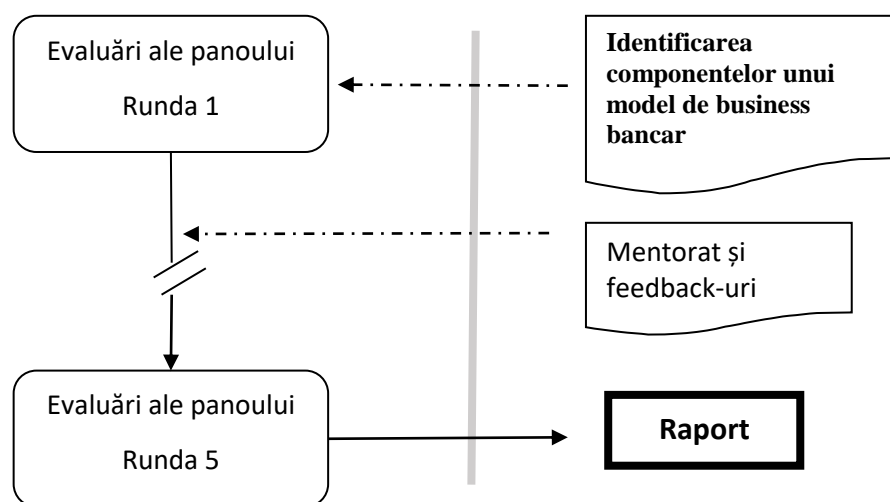 Evaluări ale panoului
Runda 1
Identificarea
componentelor unui
model de business
bancar
Mentorat și
feedback-uri
Evaluări ale panoului
Runda 5
Raport